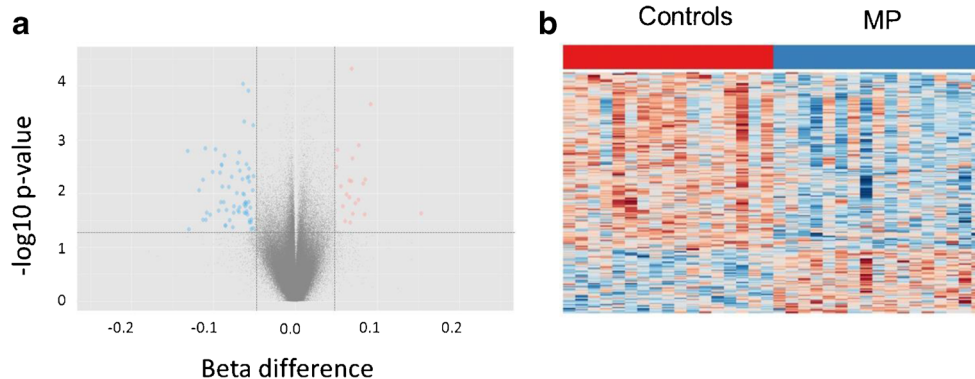 a
-log10 p-value
4
3
2
1
0
-0.2 -0.1 0.0 0.1 0.2
Beta difference
b
Controls MP